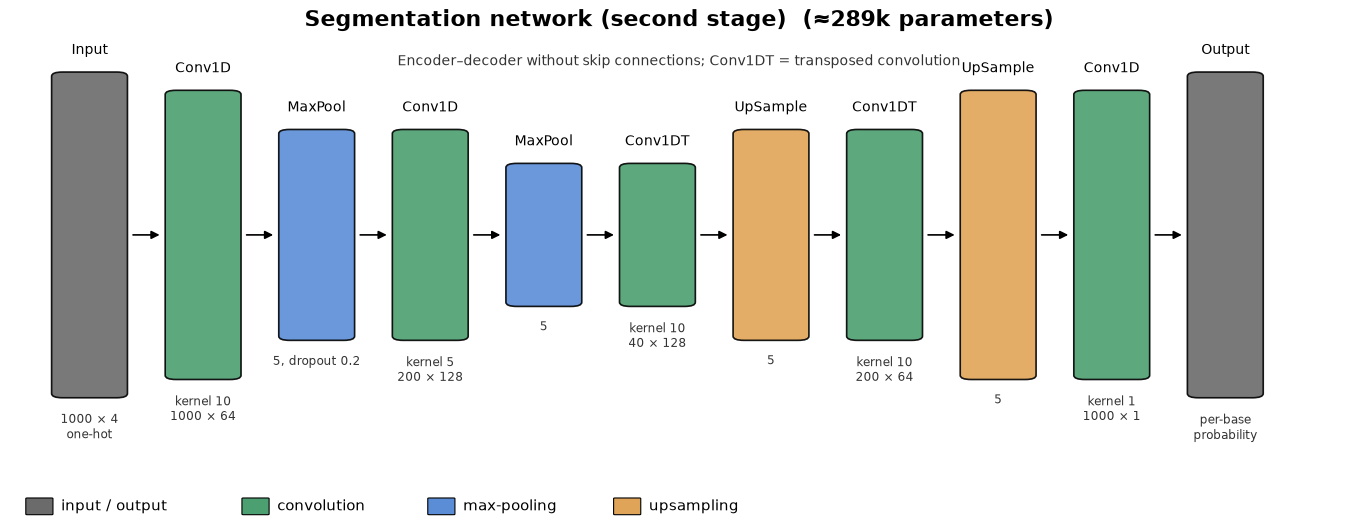 Segmentation network (second stage)  (≈289k parameters)
Encoder–decoder without skip connections; Conv1DT = transposed convolution
Input
Conv1D
MaxPool
Conv1D
MaxPool
Conv1DT
UpSample
Conv1DT
UpSample
Conv1D
Output
1000 × 4
one-hot
kernel 10
1000 × 64
5, dropout 0.2
kernel 5
200 × 128
5
kernel 10
40 × 128
5
kernel 10
200 × 64
5
kernel 1
1000 × 1
per-base
probability
input / output
convolution
max-pooling
upsampling